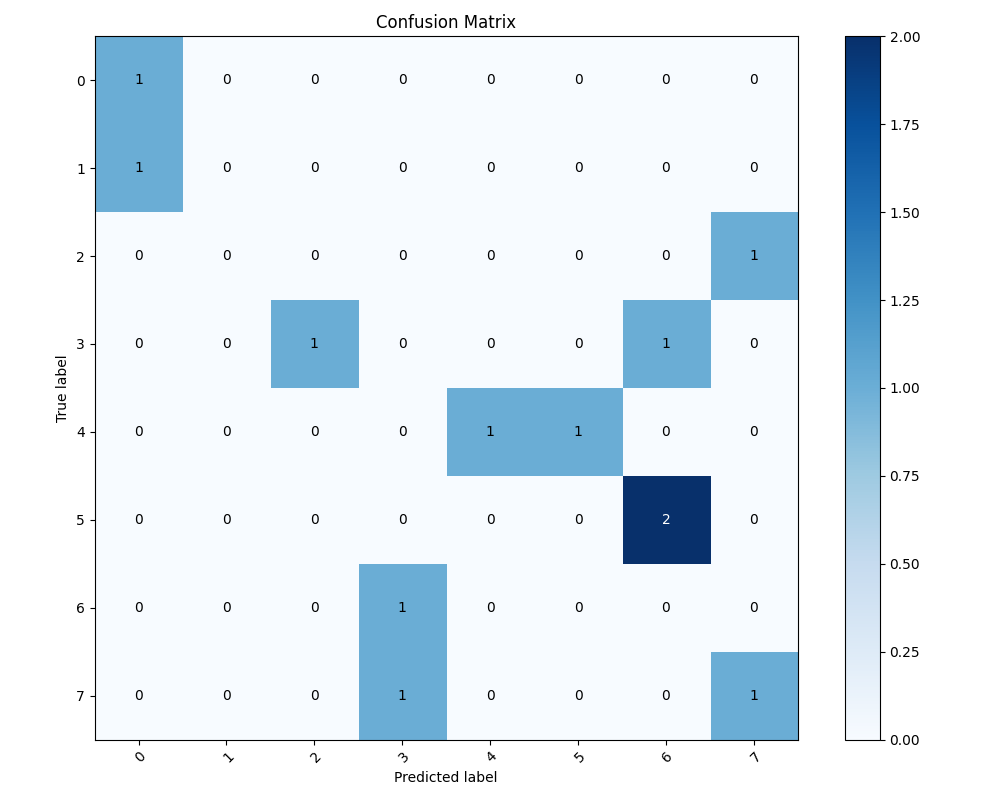 Confusion Matrix
True label
0 1 0 0 0 0 0 0 0
1 1 0 0 0 0 0 0 0
2 0 0 0 0 0 0 0 1
3 0 0 1 0 0 0 1 0
4 0 0 0 0 1 1 0 0
5 0 0 0 0 0 0 2 0
6 0 0 0 1 0 0 0 0
7 0 0 0 1 0 0 0 1
0 1 2 3 4 5 6 7
Predicted label
2.00
1.75
1.50
1.25
1.00
0.75
0.50
0.25
0.00